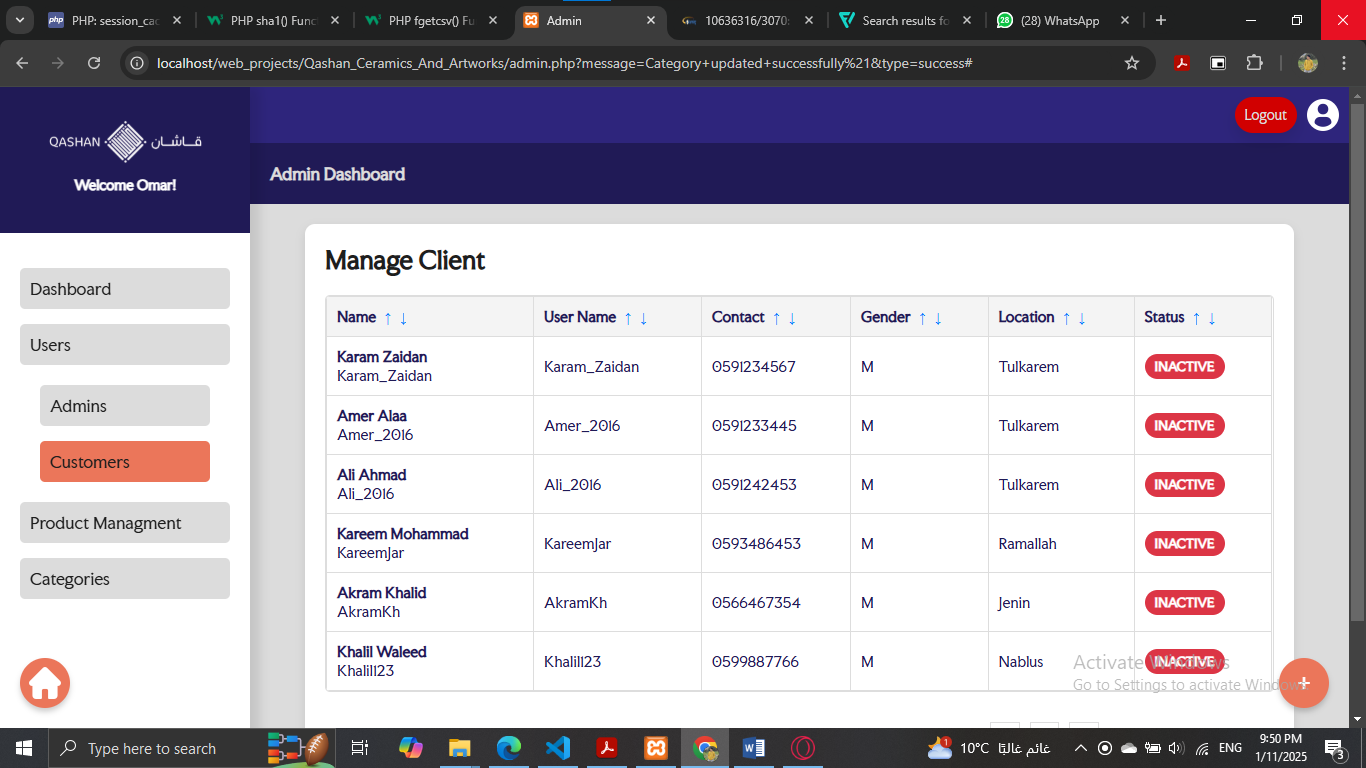 PHP: session_cac
PHP sha1() Func
PHP fgetcsv() Fu
Admin
10636316/3070:
Search results fo
28
(28) WhatsApp
localhost/web_projects/Qashan_Ceramics_And_Artworks/admin.php?message=Category+updated+successfully%21&type=success#
QASHAN قاشان
Welcome Omar!
Logout
Admin Dashboard
Dashboard
Users
Admins
Customers
Product Managment
Categories
Manage Client
Name ↑ ↓ User Name ↑ ↓ Contact ↑ ↓ Gender ↑ ↓ Location ↑ ↓ Status ↑ ↓
Karam Zaidan
Karam_Zaidan Karam_Zaidan 0591234567 M Tulkarem INACTIVE
Amer Alaa
Amer_2016 Amer_2016 0591233445 M Tulkarem INACTIVE
Ali Ahmad
Ali_2016 Ali_2016 0591242453 M Tulkarem INACTIVE
Kareem Mohammad
KareemJar KareemJar 0593486453 M Ramallah INACTIVE
Akram Khalid
AkramKh AkramKh 0566467354 M Jenin INACTIVE
Khalil Waleed
Khalil123 Khalil123 0599887766 M Nablus INACTIVE
+
Activate Windows
Go to Settings to activate Windows.
Type here to search
1
10°C غائم غالبًا
ENG
9:50 PM
1/11/2025
3